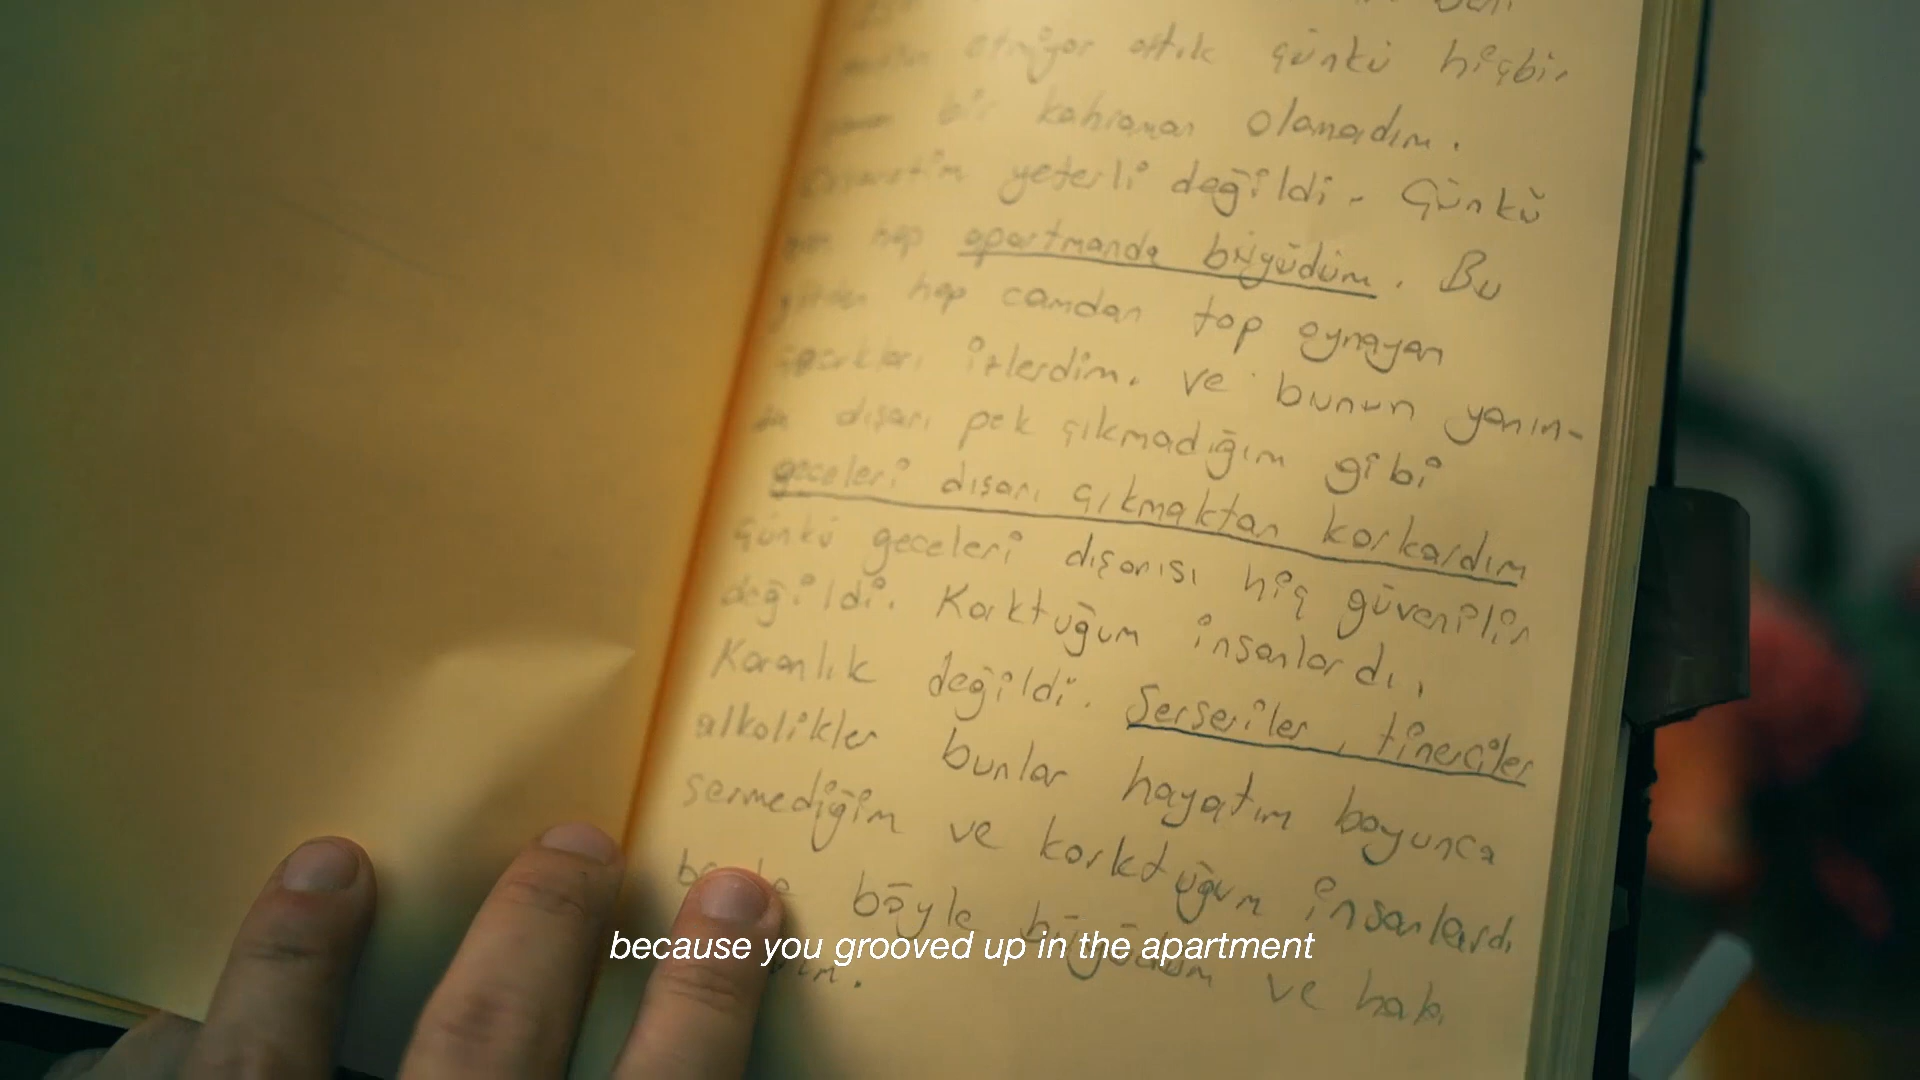 etmiyor artık çünkü hiçbir
bir kahraman olamadım.
yeterli değildi. Çünkü
hep apartmanda büyüdüm. Bu
hep camdan top oynayan
izlerdim. ve bunun yanın-
dışarı pek çıkmadığım gibi
geceleri dışarı çıkmaktan korkardım
çünkü geceleri dışarısı hiç güvenilir
değildi. Korktuğum insanlardı,
Karanlık değildi. Serseriler, tinerciler
alkolikler bunlar hayatım boyunca
sevmediğim ve korktuğum insanlardı
böyle büyüdüm ve hak
because you grooved up in the apartment